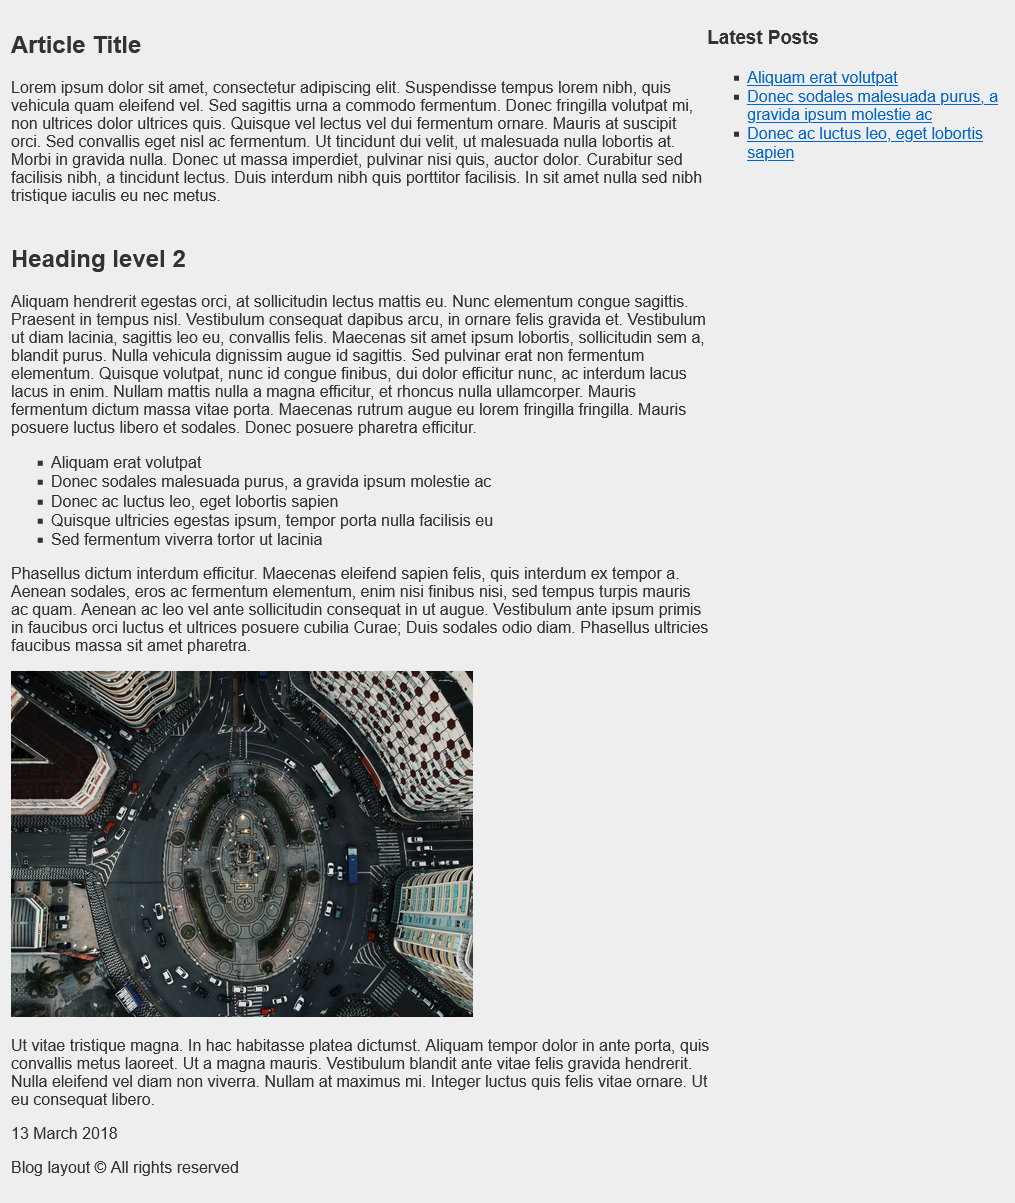 Article Title
Lorem ipsum dolor sit amet, consectetur adipiscing elit. Suspendisse tempus lorem nibh, quis
vehicula quam eleifend vel. Sed sagittis urna a commodo fermentum. Donec fringilla volutpat mi,
non ultrices dolor ultrices quis. Quisque vel lectus vel dui fermentum ornare. Mauris at suscipit
orci. Sed convallis eget nisl ac fermentum. Ut tincidunt dui velit, ut malesuada nulla lobortis at.
Morbi in gravida nulla. Donec ut massa imperdiet, pulvinar nisi quis, auctor dolor. Curabitur sed
facilisis nibh, a tincidunt lectus. Duis interdum nibh quis porttitor facilisis. In sit amet nulla sed nibh
tristique iaculis eu nec metus.
Heading level 2
Aliquam hendrerit egestas orci, at sollicitudin lectus mattis eu. Nunc elementum congue sagittis.
Praesent in tempus nisl. Vestibulum consequat dapibus arcu, in ornare felis gravida et. Vestibulum
ut diam lacinia, sagittis leo eu, convallis felis. Maecenas sit amet ipsum lobortis, sollicitudin sem a,
blandit purus. Nulla vehicula dignissim augue id sagittis. Sed pulvinar erat non fermentum
elementum. Quisque volutpat, nunc id congue finibus, dui dolor efficitur nunc, ac interdum lacus
lacus in enim. Nullam mattis nulla a magna efficitur, et rhoncus nulla ullamcorper. Mauris
fermentum dictum massa vitae porta. Maecenas rutrum augue eu lorem fringilla fringilla. Mauris
posuere luctus libero et sodales. Donec posuere pharetra efficitur.
Aliquam erat volutpat
Donec sodales malesuada purus, a gravida ipsum molestie ac
Donec ac luctus leo, eget lobortis sapien
Quisque ultricies egestas ipsum, tempor porta nulla facilisis eu
Sed fermentum viverra tortor ut lacinia
Phasellus dictum interdum efficitur. Maecenas eleifend sapien felis, quis interdum ex tempor a.
Aenean sodales, eros ac fermentum elementum, enim nisi finibus nisi, sed tempus turpis mauris
ac quam. Aenean ac leo vel ante sollicitudin consequat in ut augue. Vestibulum ante ipsum primis
in faucibus orci luctus et ultrices posuere cubilia Curae; Duis sodales odio diam. Phasellus ultricies
faucibus massa sit amet pharetra.
Ut vitae tristique magna. In hac habitasse platea dictumst. Aliquam tempor dolor in ante porta, quis
convallis metus laoreet. Ut a magna mauris. Vestibulum blandit ante vitae felis gravida hendrerit.
Nulla eleifend vel diam non viverra. Nullam at maximus mi. Integer luctus quis felis vitae ornare. Ut
eu consequat libero.
13 March 2018
Blog layout © All rights reserved
Latest Posts
Aliquam erat volutpat
Donec sodales malesuada purus, a
gravida ipsum molestie ac
Donec ac luctus leo, eget lobortis
sapien